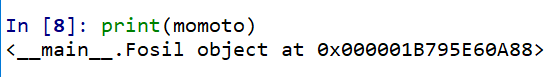 In [8]: print(momoto)
<__main__.Fosil object at 0x000001B795E60A88>